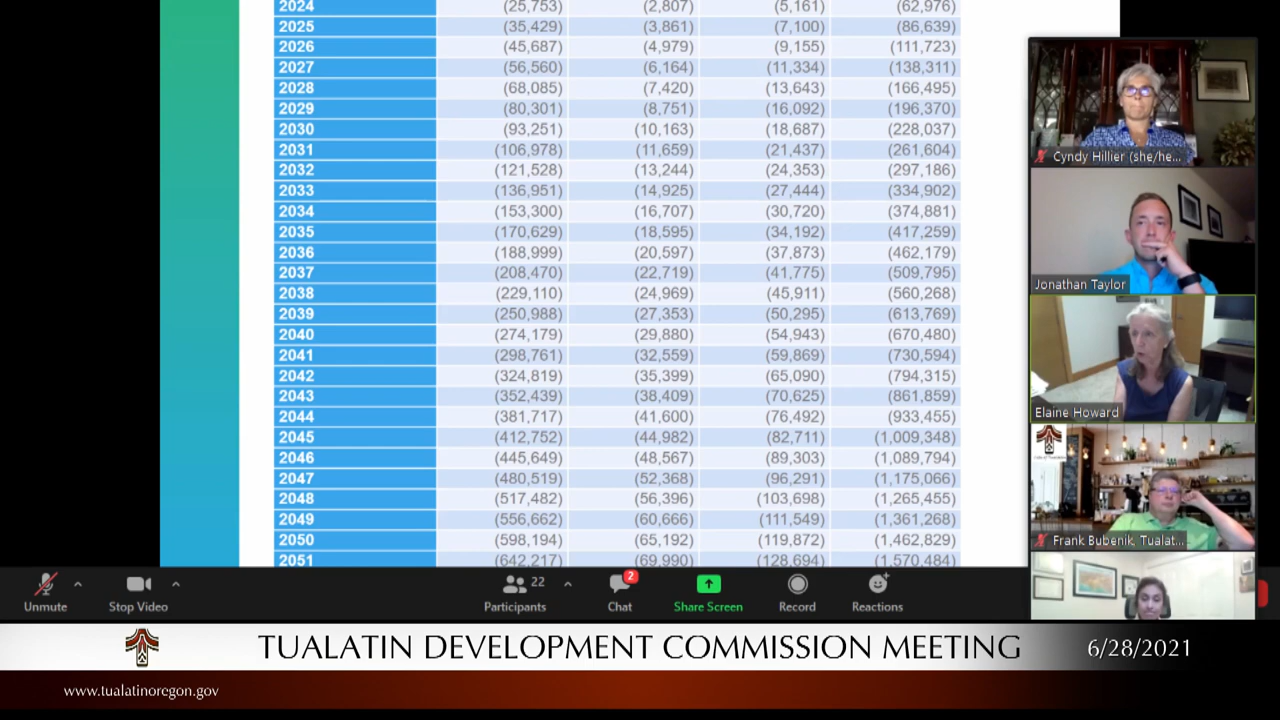 2024 (25,753) (2,807) (5,161) (62,976)
2025 (35,429) (3,861) (7,100) (86,639)
2026 (45,687) (4,979) (9,155) (111,723)
2027 (56,560) (6,164) (11,334) (138,311)
2028 (68,085) (7,420) (13,643) (166,495)
2029 (80,301) (8,751) (16,092) (196,370)
2030 (93,251) (10,163) (18,687) (228,037)
2031 (106,978) (11,659) (21,437) (261,604)
2032 (121,528) (13,244) (24,353) (297,186)
2033 (136,951) (14,925) (27,444) (334,902)
2034 (153,300) (16,707) (30,720) (374,881)
2035 (170,629) (18,595) (34,192) (417,259)
2036 (188,999) (20,597) (37,873) (462,179)
2037 (208,470) (22,719) (41,775) (509,795)
2038 (229,110) (24,969) (45,911) (560,268)
2039 (250,988) (27,353) (50,295) (613,769)
2040 (274,179) (29,880) (54,943) (670,480)
2041 (298,761) (32,559) (59,869) (730,594)
2042 (324,819) (35,399) (65,090) (794,315)
2043 (352,439) (38,409) (70,625) (861,859)
2044 (381,717) (41,600) (76,492) (933,455)
2045 (412,752) (44,982) (82,711) (1,009,348)
2046 (445,649) (48,567) (89,303) (1,089,794)
2047 (480,519) (52,368) (96,291) (1,175,066)
2048 (517,482) (56,396) (103,698) (1,265,455)
2049 (556,662) (60,666) (111,549) (1,361,268)
2050 (598,194) (65,192) (119,872) (1,462,829)
2051 (642,217) (69,990) (128,694) (1,570,484)
Cyndy Hillier (she/he...
Jonathan Taylor
Elaine Howard
Frank Bubenik, Tualat...
22
2
Unmute Stop Video Participants Chat Share Screen Record Reactions
TUALATIN DEVELOPMENT COMMISSION MEETING 6/28/2021
www.tualatinoregon.gov